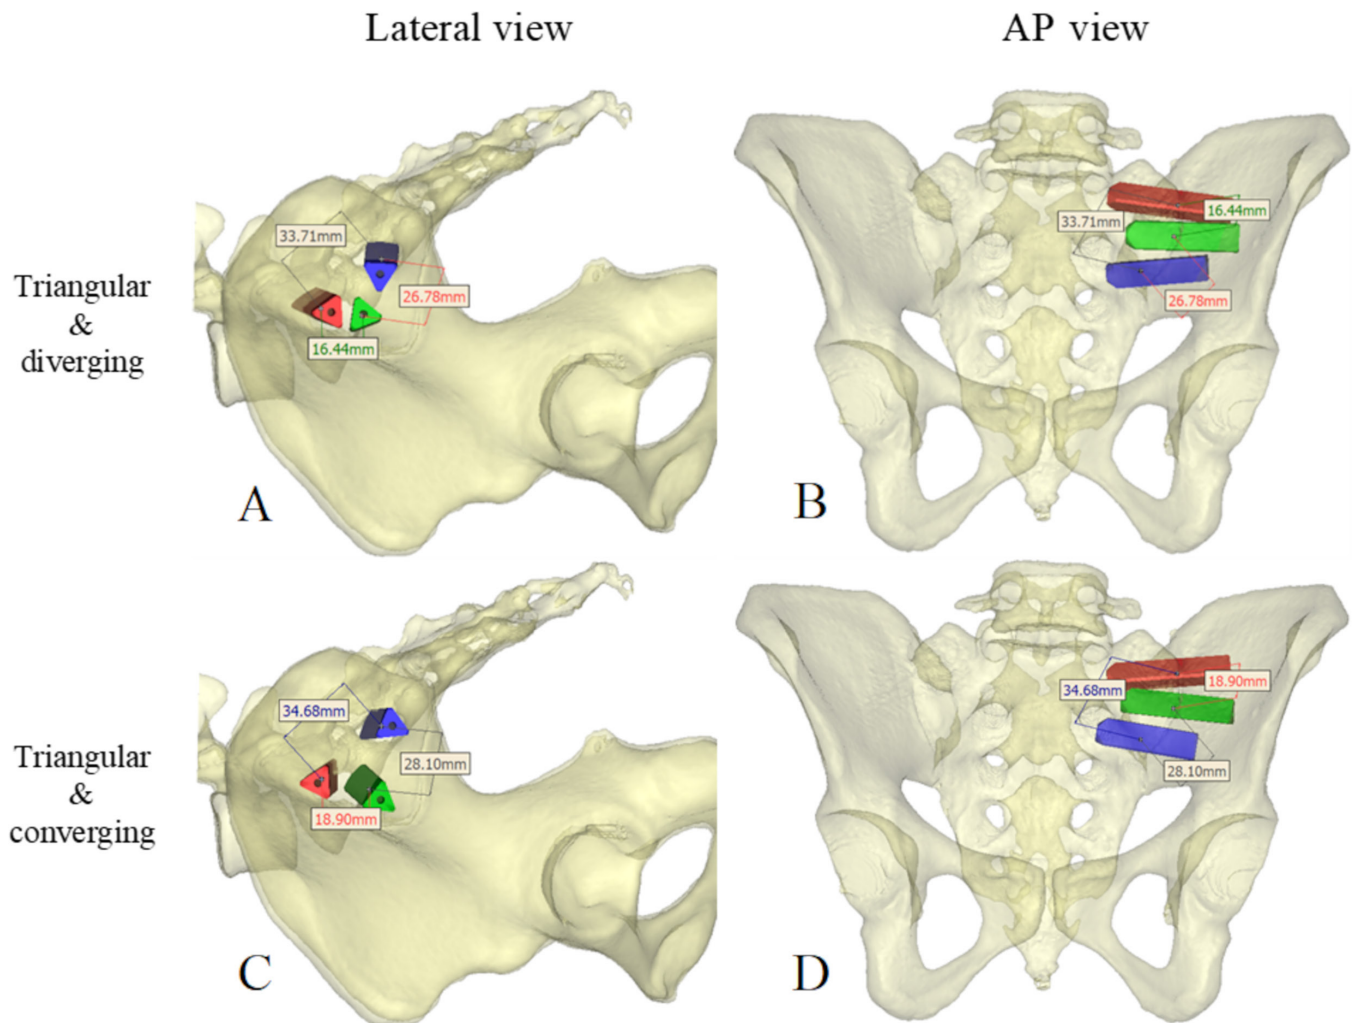 Lateral view
AP view
Triangular
&
diverging
33.71mm
26.78mm
16.44mm
A
33.71mm
16.44mm
26.78mm
B
Triangular
&
converging
34.68mm
28.10mm
18.90mm
C
34.68mm
18.90mm
28.10mm
D